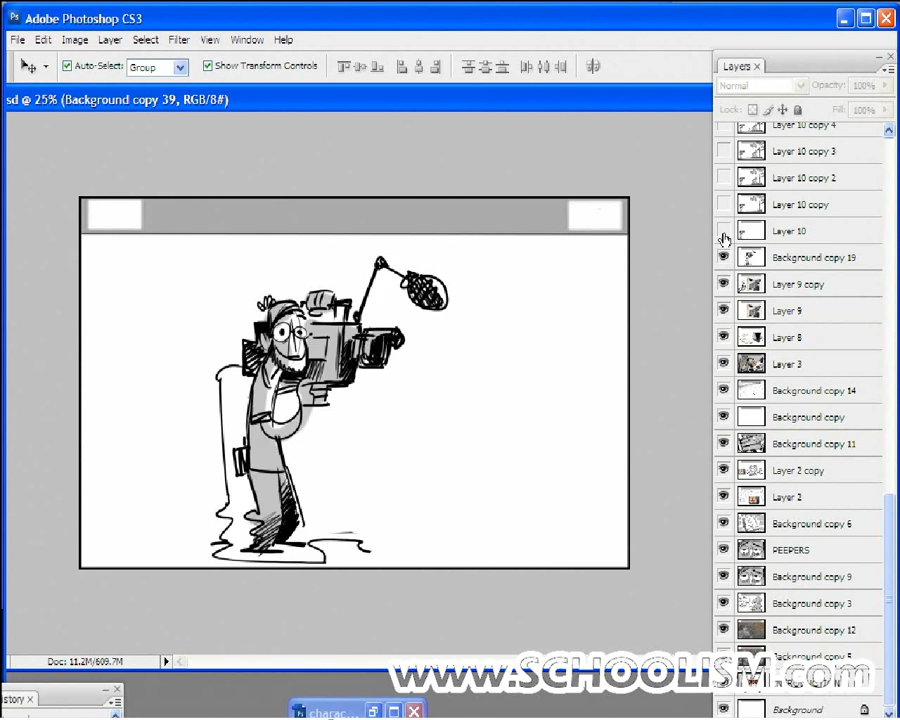 Adobe Photoshop CS3
File Edit Image Layer Select Filter View Window Help
Auto-Select: Group Show Transform Controls
sd @ 25% (Background copy 39, RGB/8#)
Layers x
Normal Opacity: 100%
Lock: Fill: 100%
Layer 10 copy 4
Layer 10 copy 3
Layer 10 copy 2
Layer 10 copy
Layer 10
Background copy 19
Layer 9 copy
Layer 9
Layer 8
Layer 3
Background copy 14
Background copy
Background copy 11
Layer 2 copy
Layer 2
Background copy 6
PEEPERS
Background copy 9
Background copy 3
Background copy 12
Background copy 5
Doc: 11.2M/609.7M
www.SCHOOLISM.com
Background
istory x
charac...